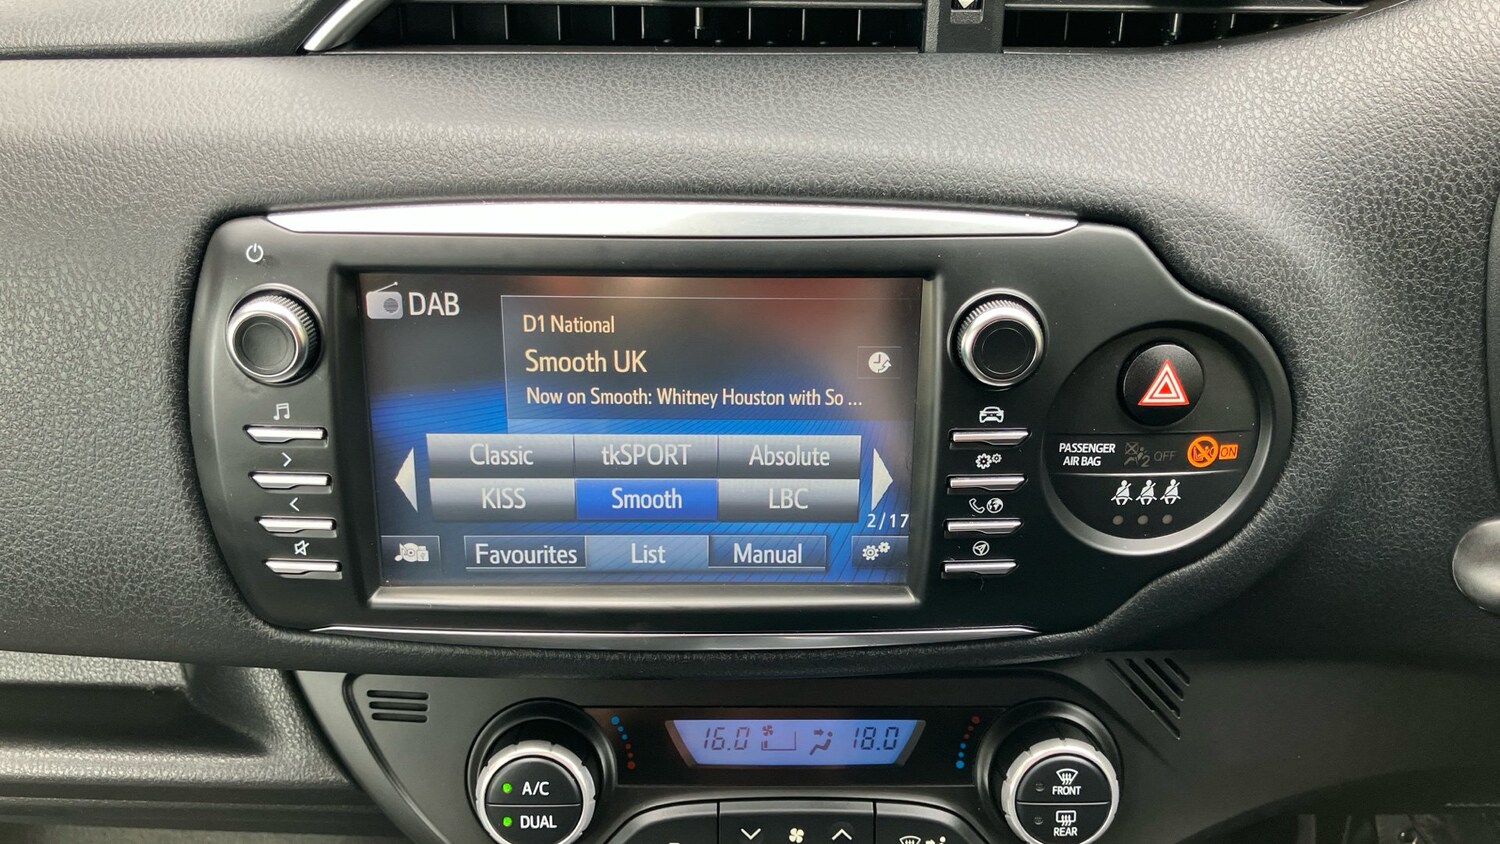 DAB
D1 National
Smooth UK
Now on Smooth: Whitney Houston with So ...
Classic
tkSPORT
Absolute
KISS
Smooth
LBC
2/17
Favourites
List
Manual
PASSENGER
AIR BAG
2
OFF
ON
16.0
18.0
A/C
DUAL
FRONT
REAR